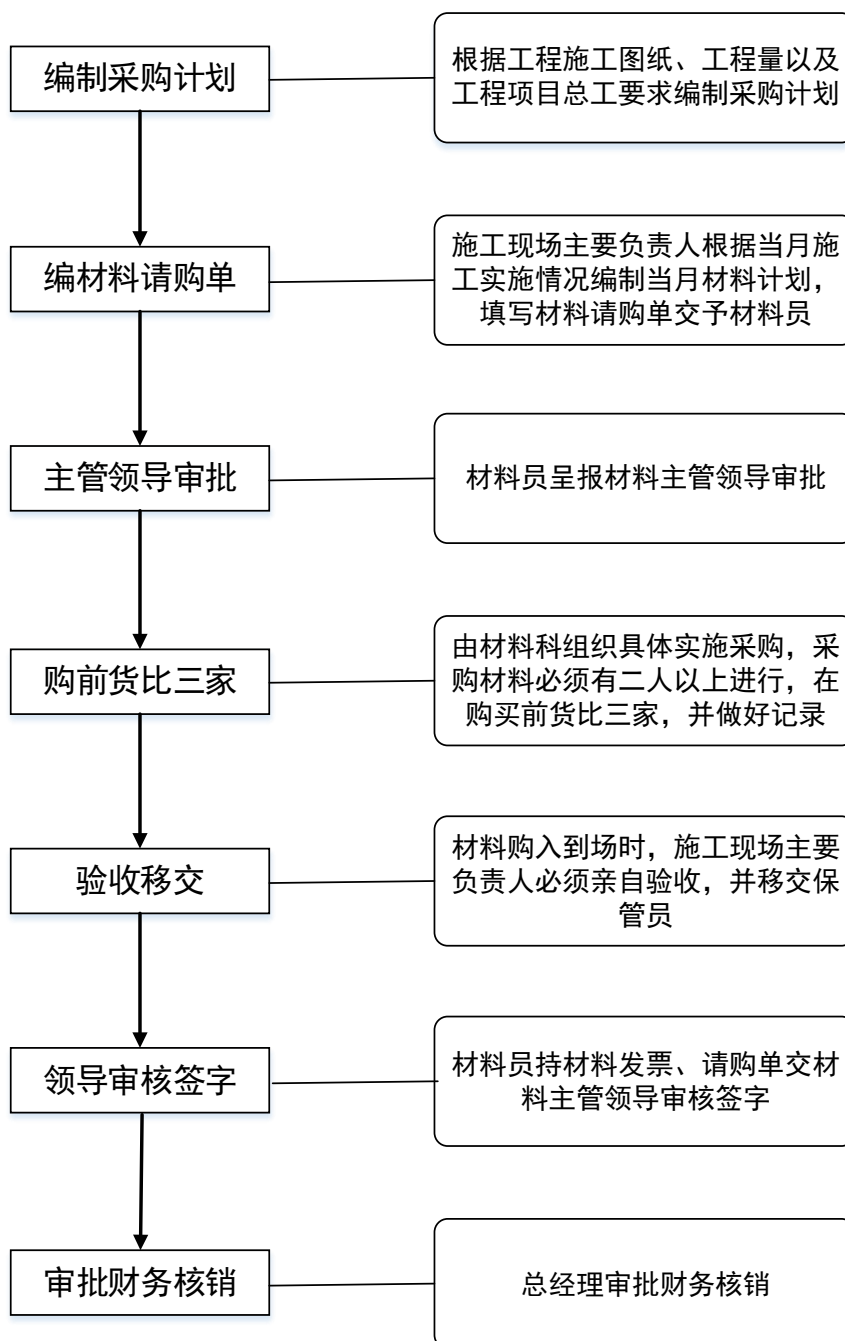 编制采购计划
根据工程施工图纸、工程量以及
工程项目总工要求编制采购计划
编材料请购单
施工现场主要负责人根据当月施
工实施情况编制当月材料计划，
填写材料请购单交予材料员
主管领导审批
材料员呈报材料主管领导审批
购前货比三家
由材料科组织具体实施采购，采
购材料必须有二人以上进行，在
购买前货比三家，并做好记录
验收移交
材料购入到场时，施工现场主要
负责人必须亲自验收，并移交保
管员
领导审核签字
材料员持材料发票、请购单交材
料主管领导审核签字
审批财务核销
总经理审批财务核销